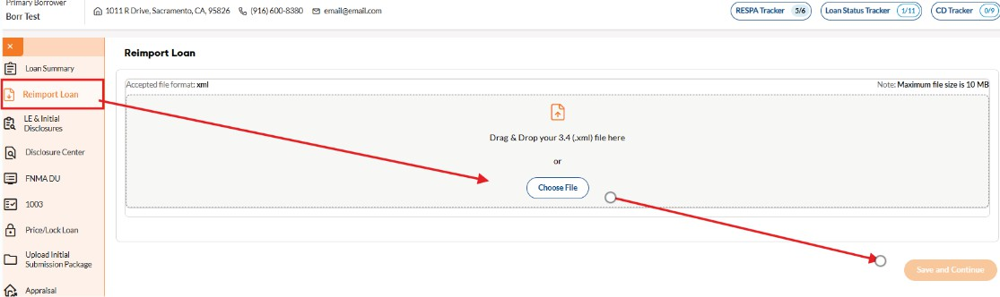 Primary Borrower
Borr Test
1011 R Drive, Sacramento, CA, 95826 (916) 600-8380 email@email.com
RESPA Tracker 5/6 Loan Status Tracker 1/11 CD Tracker 0/9
×
Loan Summary
Reimport Loan
LE & Initial
Disclosures
Disclosure Center
FNMA DU
1003
Price/Lock Loan
Upload Initial
Submission Package
Appraisal
Reimport Loan
Accepted file format: xml
Note: Maximum file size is 10 MB
Drag & Drop your 3.4 (.xml) file here
or
Choose File
Save and Continue